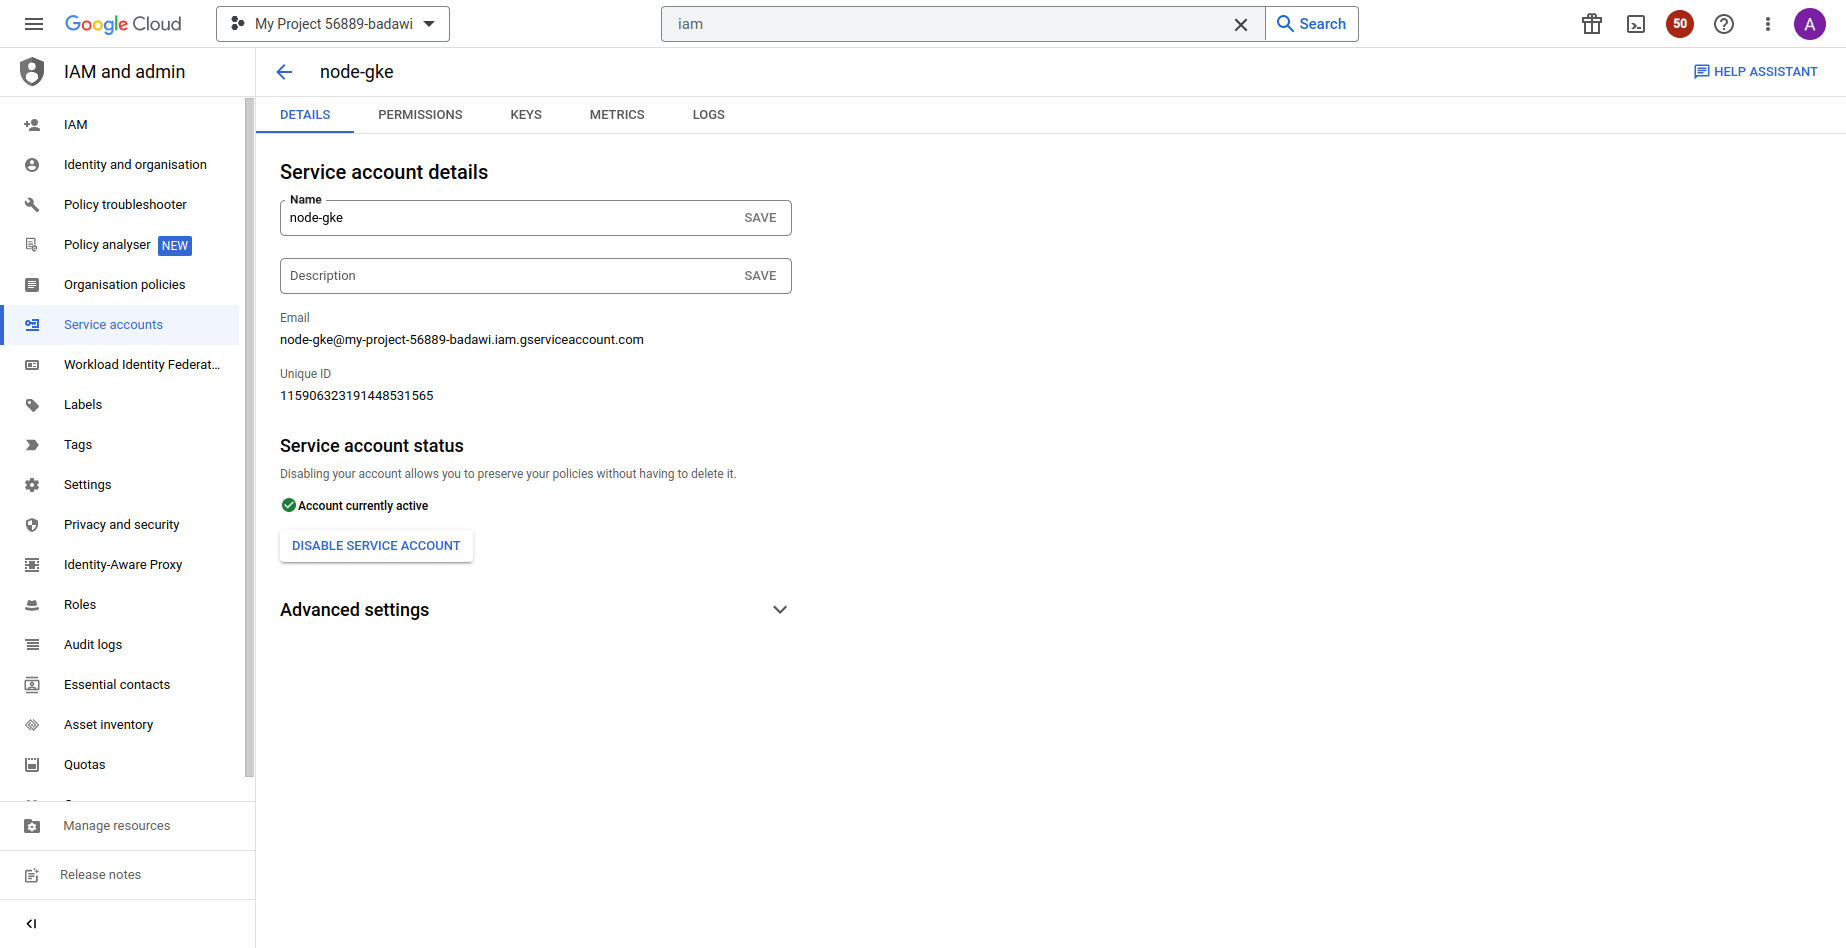 Google Cloud
My Project 56889-badawi
iam
Search
50
A
IAM and admin
node-gke
HELP ASSISTANT
IAM
Identity and organisation
Policy troubleshooter
Policy analyser NEW
Organisation policies
Service accounts
Workload Identity Federat...
Labels
Tags
Settings
Privacy and security
Identity-Aware Proxy
Roles
Audit logs
Essential contacts
Asset inventory
Quotas
Manage resources
Release notes
DETAILS PERMISSIONS KEYS METRICS LOGS
Service account details
Name
node-gke SAVE
Description SAVE
Email
node-gke@my-project-56889-badawi.iam.gserviceaccount.com
Unique ID
115906323191448531565
Service account status
Disabling your account allows you to preserve your policies without having to delete it.
Account currently active
DISABLE SERVICE ACCOUNT
Advanced settings